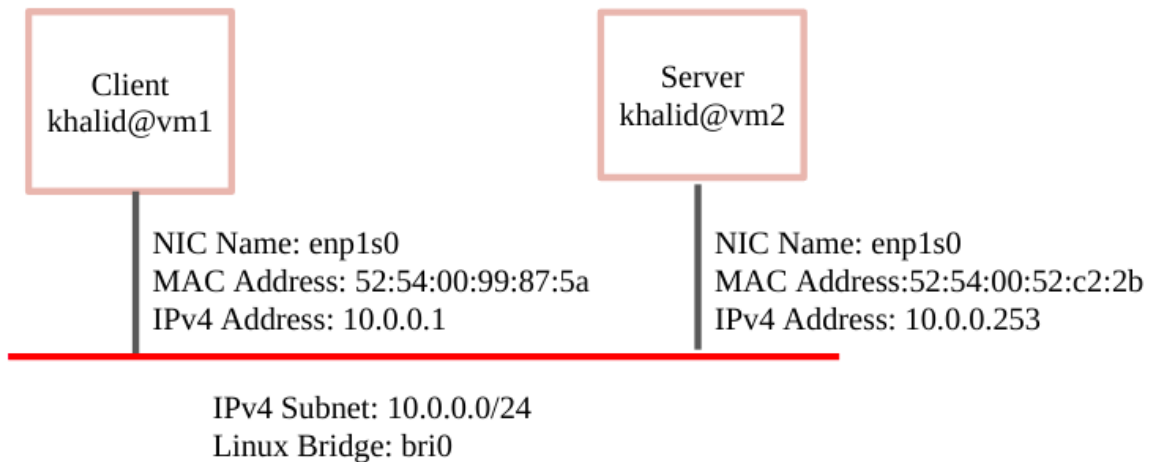 Client
khalid@vm1
Server
khalid@vm2
NIC Name: enp1s0
MAC Address: 52:54:00:99:87:5a
IPv4 Address: 10.0.0.1
NIC Name: enp1s0
MAC Address:52:54:00:52:c2:2b
IPv4 Address: 10.0.0.253
IPv4 Subnet: 10.0.0.0/24
Linux Bridge: bri0